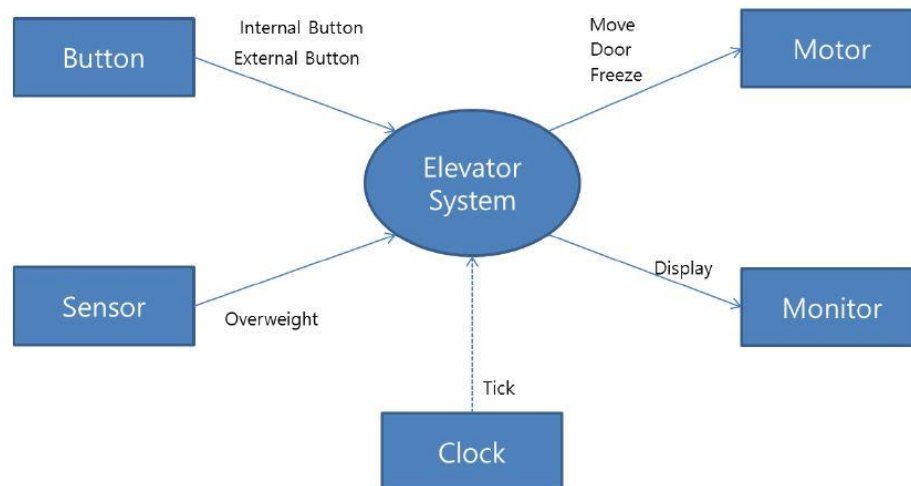 Internal Button
External Button
Button
Move
Door
Freeze
Motor
Elevator
System
Sensor
Overweight
Display
Monitor
Tick
Clock